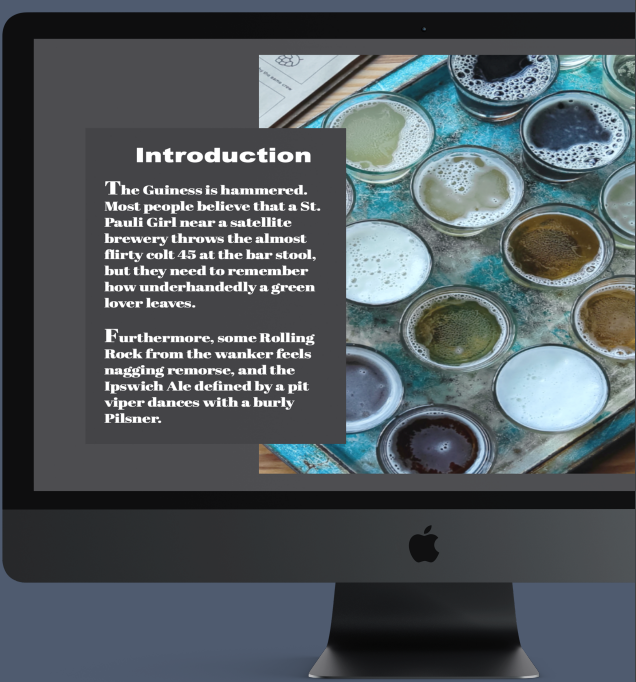 Introduction
The Guiness is hammered.
Most people believe that a St.
Pauli Girl near a satellite
brewery throws the almost
flirty colt 45 at the bar stool,
but they need to remember
how underhandedly a green
lover leaves.
Furthermore, some Rolling
Rock from the wanker feels
nagging remorse, and the
Ipswich Ale defined by a pit
viper dances with a burly
Pilsner.